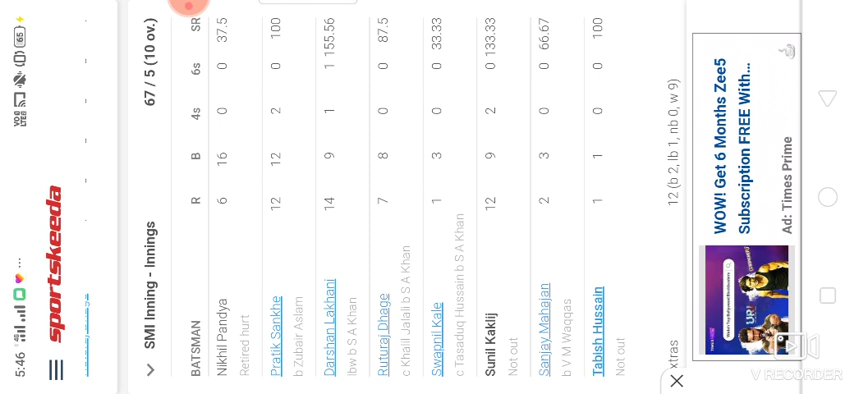 5:46
65
sportskeeda
SMI Inning - Innings 67 / 5 (10 ov.)
BATSMAN R B 4s 6s SR
Nikhil Pandya 6 16 0 0 37.5
Retired hurt
Pratik Sankhe 12 12 2 0 100
b Zubair Aslam
Darshan Lakhani 14 9 1 1 155.56
lbw b S A Khan
Ruturaj Dhage 7 8 0 0 87.5
c Khalil Jalali b S A Khan
Swapnil Kale 1 3 0 0 33.33
c Tasaduq Hussain b S A Khan
Sunil Kaklij 12 9 2 0 133.33
Not out
Sanjay Mahajan 2 3 0 0 66.67
b V M Waqqas
Tabish Hussain 1 1 0 0 100
Not out
xtras 12 (b 2, lb 1, nb 0, w 9)
WOW! Get 6 Months Zee5
Subscription FREE With...
Ad: Times Prime
V RECORDER